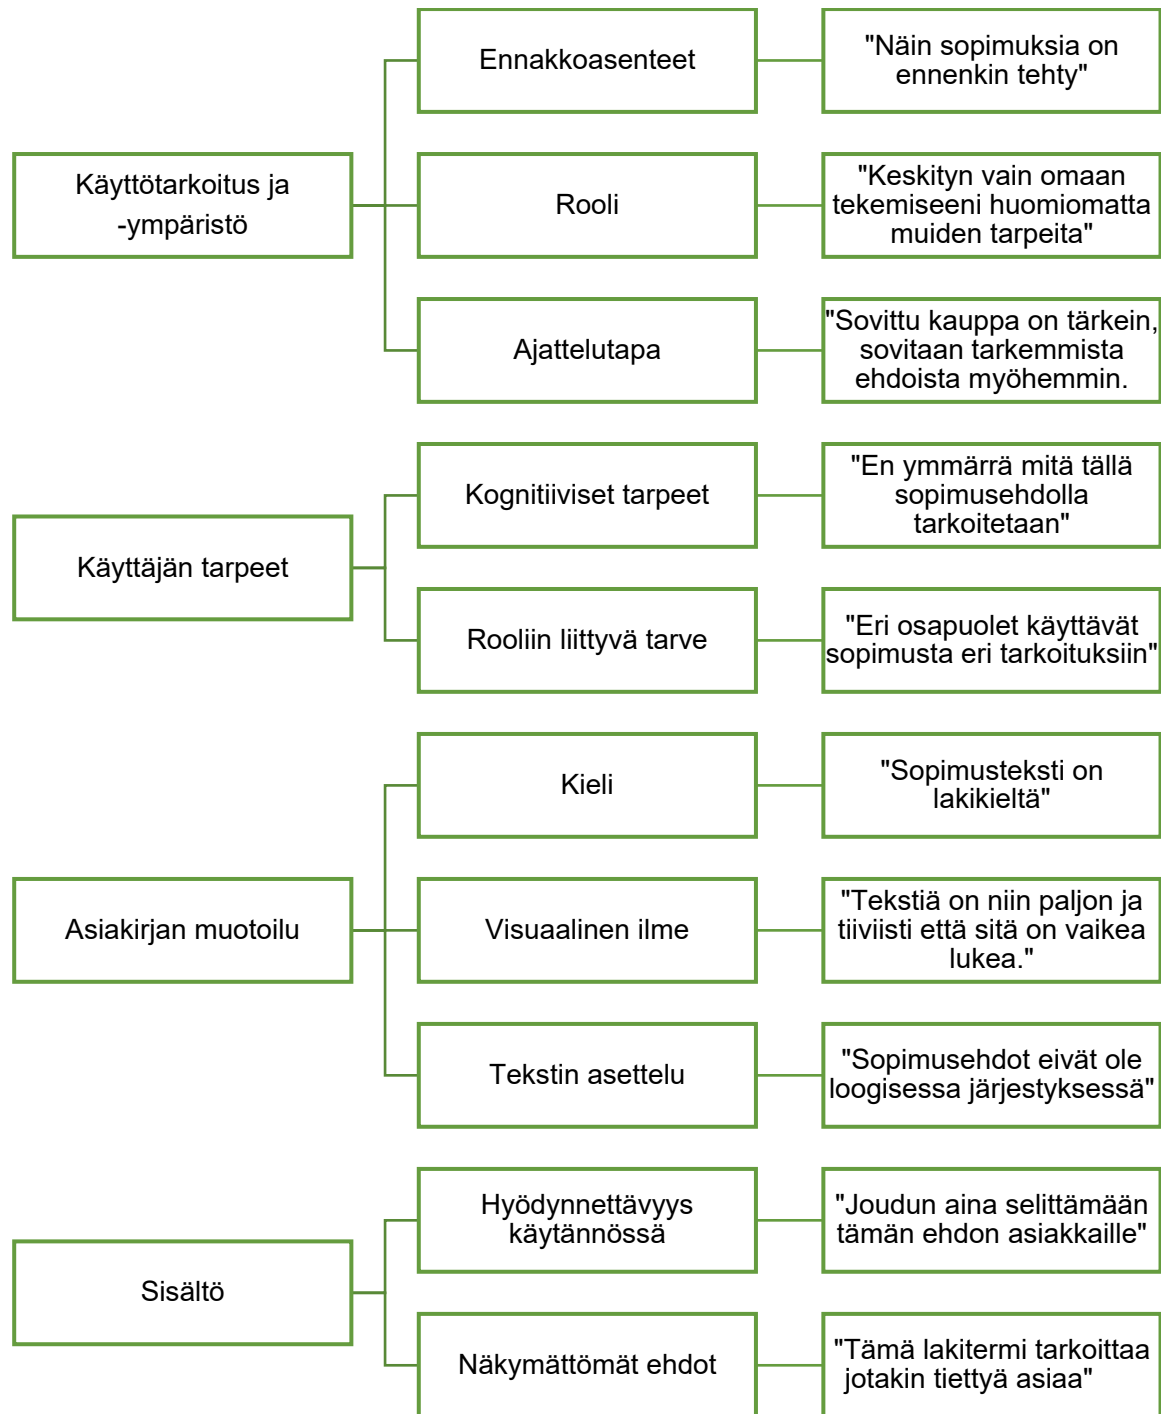 Käyttötarkoitus ja
-ympäristö
Ennakkoasenteet
"Näin sopimuksia on
ennenkin tehty"
Rooli
"Keskityn vain omaan
tekemiseeni huomiomatta
muiden tarpeita"
Ajattelutapa
"Sovittu kauppa on tärkein,
sovitaan tarkemmista
ehdoista myöhemmin.
Käyttäjän tarpeet
Kognitiiviset tarpeet
"En ymmärrä mitä tällä
sopimusehdolla
tarkoitetaan"
Rooliin liittyvä tarve
"Eri osapuolet käyttävät
sopimusta eri tarkoituksiin"
Asiakirjan muotoilu
Kieli
"Sopimusteksti on
lakikieltä"
Visuaalinen ilme
"Tekstiä on niin paljon ja
tiiviisti että sitä on vaikea
lukea."
Tekstin asettelu
"Sopimusehdot eivät ole
loogisessa järjestyksessä"
Sisältö
Hyödynnettävyys
käytännössä
"Joudun aina selittämään
tämän ehdon asiakkaille"
Näkymättömät ehdot
"Tämä lakitermi tarkoittaa
jotakin tiettyä asiaa"